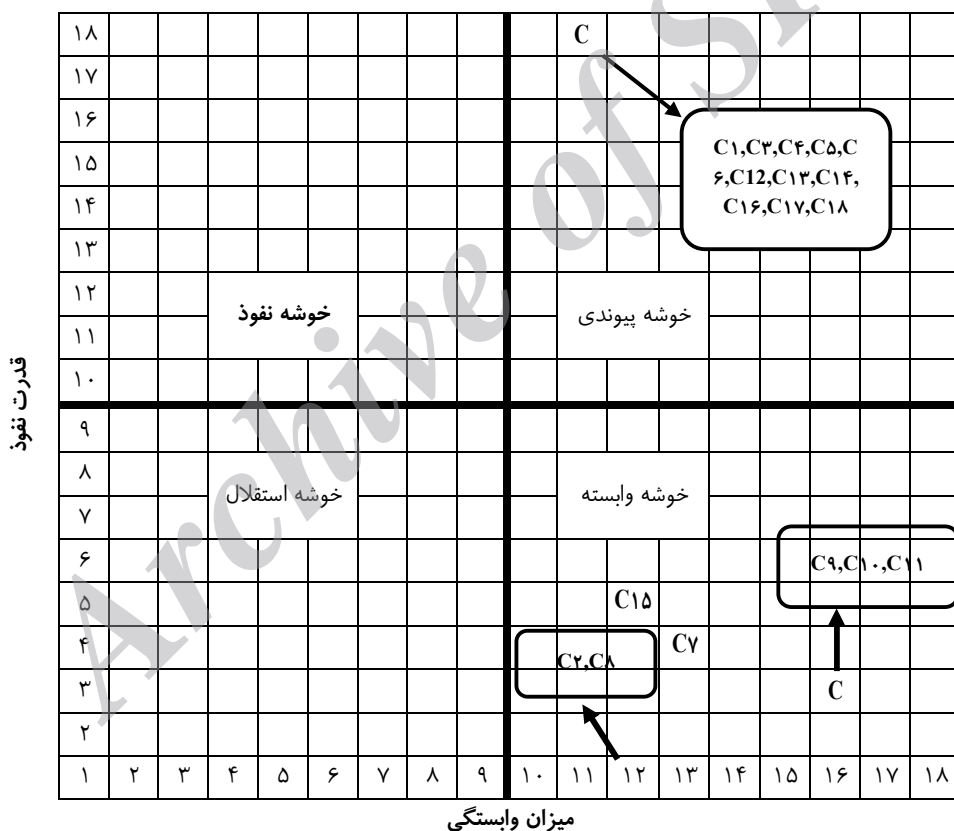 ۱۸
C
۱۷
۱۶
C۱,C۳,C۴,C۵,C
۱۵
۶,C12,C۱۳,C۱۴,
۱۴
C۱۶,C۱۷,C۱۸
۱۳
۱۲
خوشه نفوذ
خوشه پیوندی
۱۱
۱۰
۹
۸
خوشه استقلال
خوشه وابسته
۷
۶
C۹,C۱۰,C۱۱
۵
C۱۵
۴
C۷
C۲,C۸
۳
C
۲
۱ ۲ ۳ ۴ ۵ ۶ ۷ ۸ ۹ ۱۰ ۱۱ ۱۲ ۱۳ ۱۴ ۱۵ ۱۶ ۱۷ ۱۸
قدرت نفوذ
میزان وابستگی
Archive of